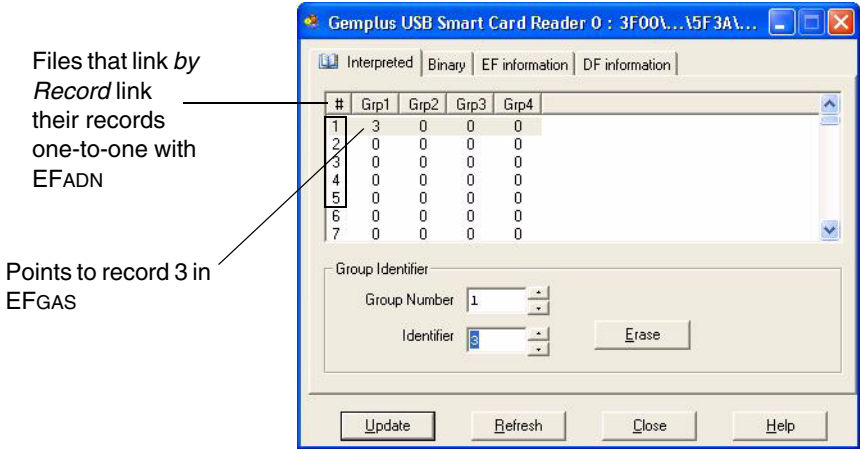 Files that link by
Record link
their records
one-to-one with
EFADN
Points to record 3 in
EFGAS
Gemplus USB Smart Card Reader 0 : 3F00\...\5F3A\...
Interpreted Binary EF information DF information
# Grp1 Grp2 Grp3 Grp4
1 3 0 0 0
2 0 0 0 0
3 0 0 0 0
4 0 0 0 0
5 0 0 0 0
6 0 0 0 0
7 0 0 0 0
Group Identifier
Group Number 1
Identifier 3
Erase
Update Refresh Close Help